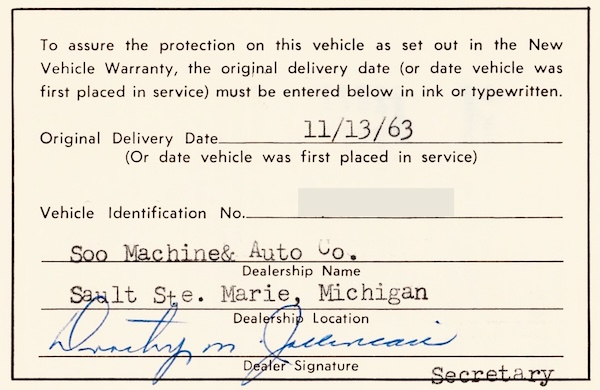 To assure the protection on this vehicle as set out in the New
Vehicle Warranty, the original delivery date (or date vehicle was
first placed in service) must be entered below in ink or typewritten.
Original Delivery Date 11/13/63
(Or date vehicle was first placed in service)
Vehicle Identification No.
Soo Machine& Auto Co.
Dealership Name
Sault Ste. Marie, Michigan
Dealership Location
Dorothy M
Dealer Signature
Secretary